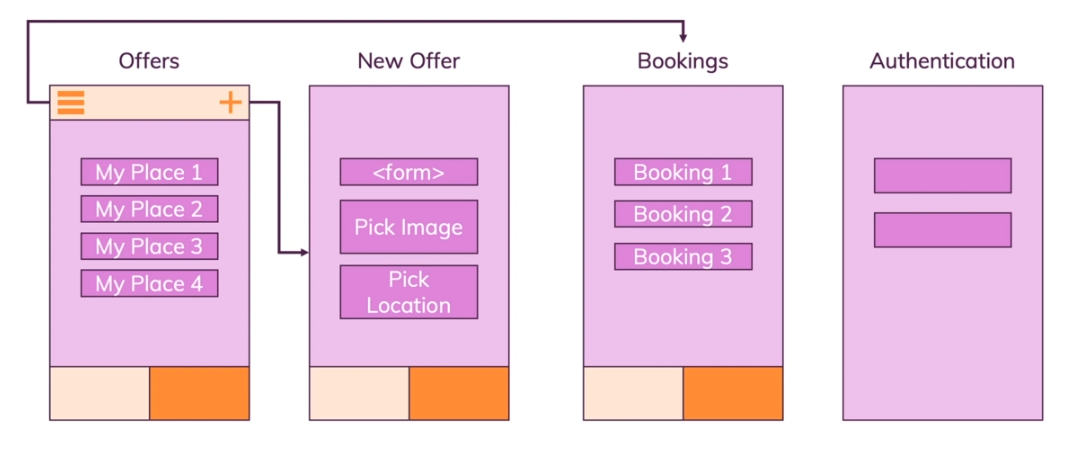 Offers
New Offer
Bookings
Authentication
My Place 1
My Place 2
My Place 3
My Place 4
<form>
Pick Image
Pick
Location
Booking 1
Booking 2
Booking 3